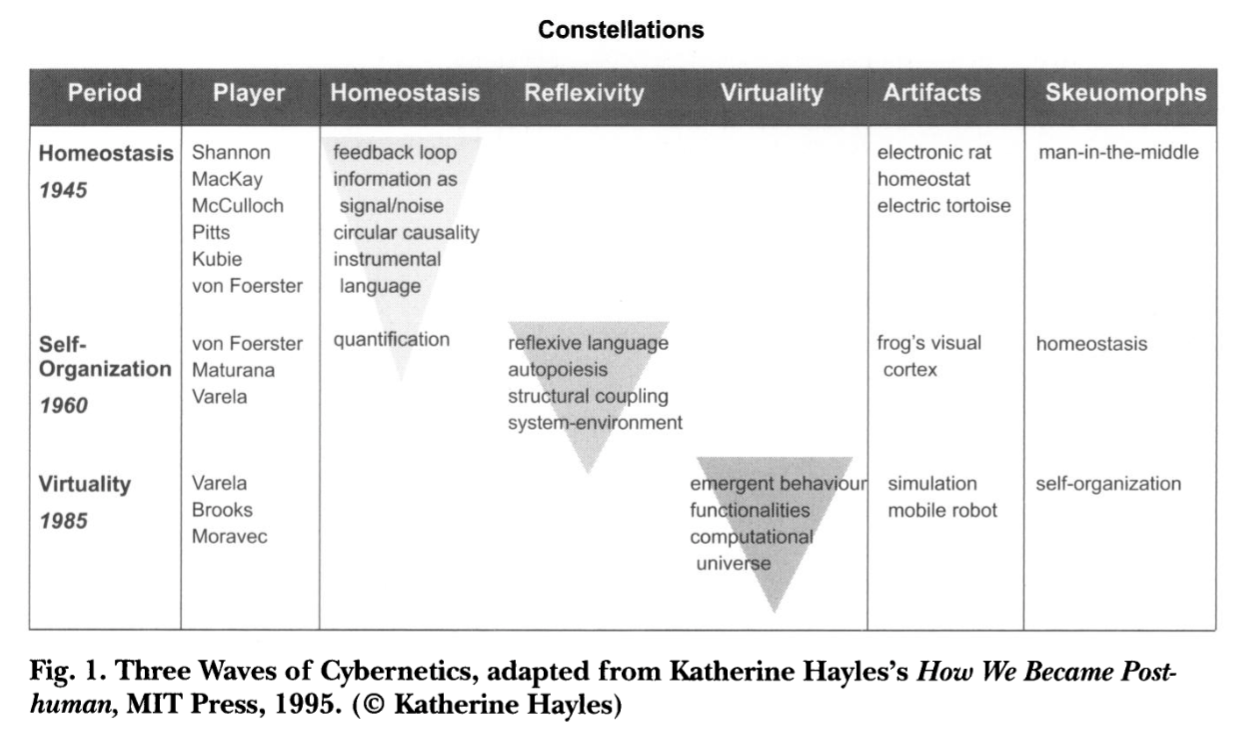 Constellations
Period Player Homeostasis Reflexivity Virtuality Artifacts Skeuomorphs
Homeostasis
1945
Shannon
MacKay
McCulloch
Pitts
Kubie
von Foerster
feedback loop
information as
signal/noise
circular causality
instrumental
language
electronic rat
homeostat
electric tortoise
man-in-the-middle
Self-
Organization
1960
von Foerster
Maturana
Varela
quantification
reflexive language
autopoiesis
structural coupling
system-environment
frog's visual
cortex
homeostasis
Virtuality
1985
Varela
Brooks
Moravec
emergent behaviour
functionalities
computational
universe
simulation
mobile robot
self-organization
Fig. 1. Three Waves of Cybernetics, adapted from Katherine Hayles's How We Became Post-
human, MIT Press, 1995. (© Katherine Hayles)